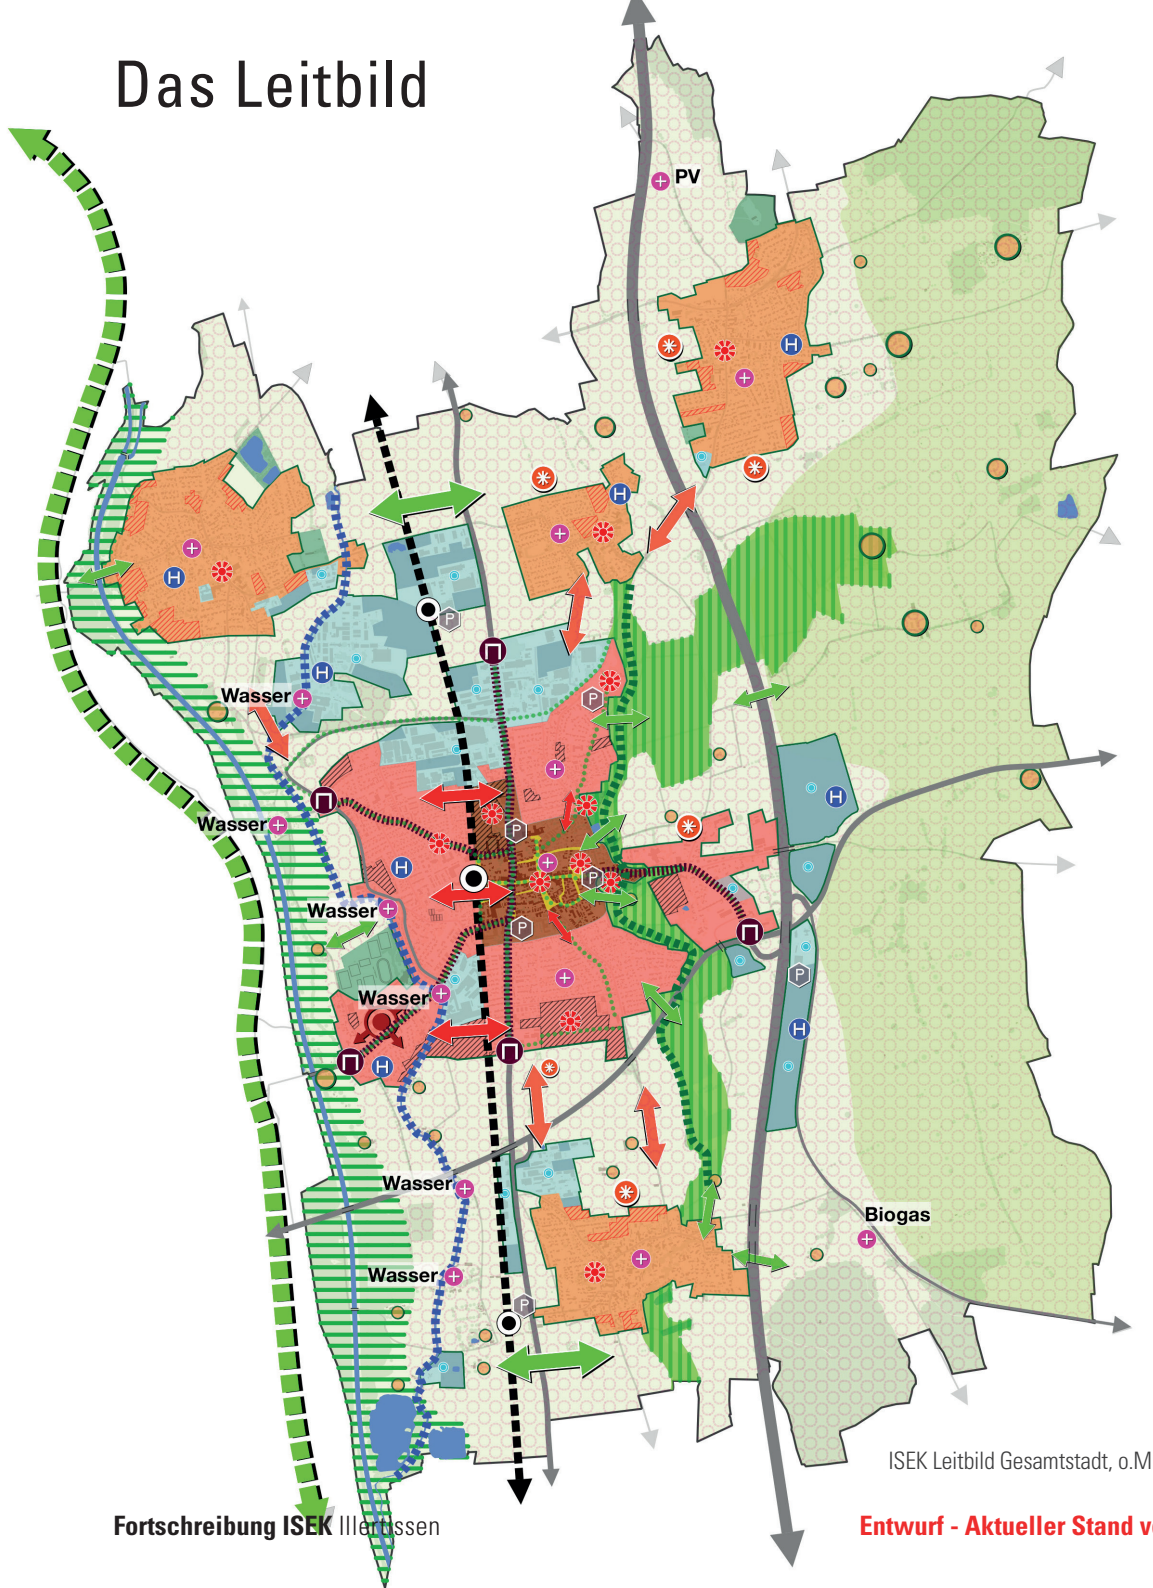 Das Leitbild
PV
H
H
H
P
H
Wasser
P
H
Wasser
P
H
P
Wasser
P
P
Wasser
H
H
Wasser
Biogas
Wasser
P
ISEK Leitbild Gesamtstadt, o.M
Fortschreibung ISEK Illertissen
Entwurf - Aktueller Stand